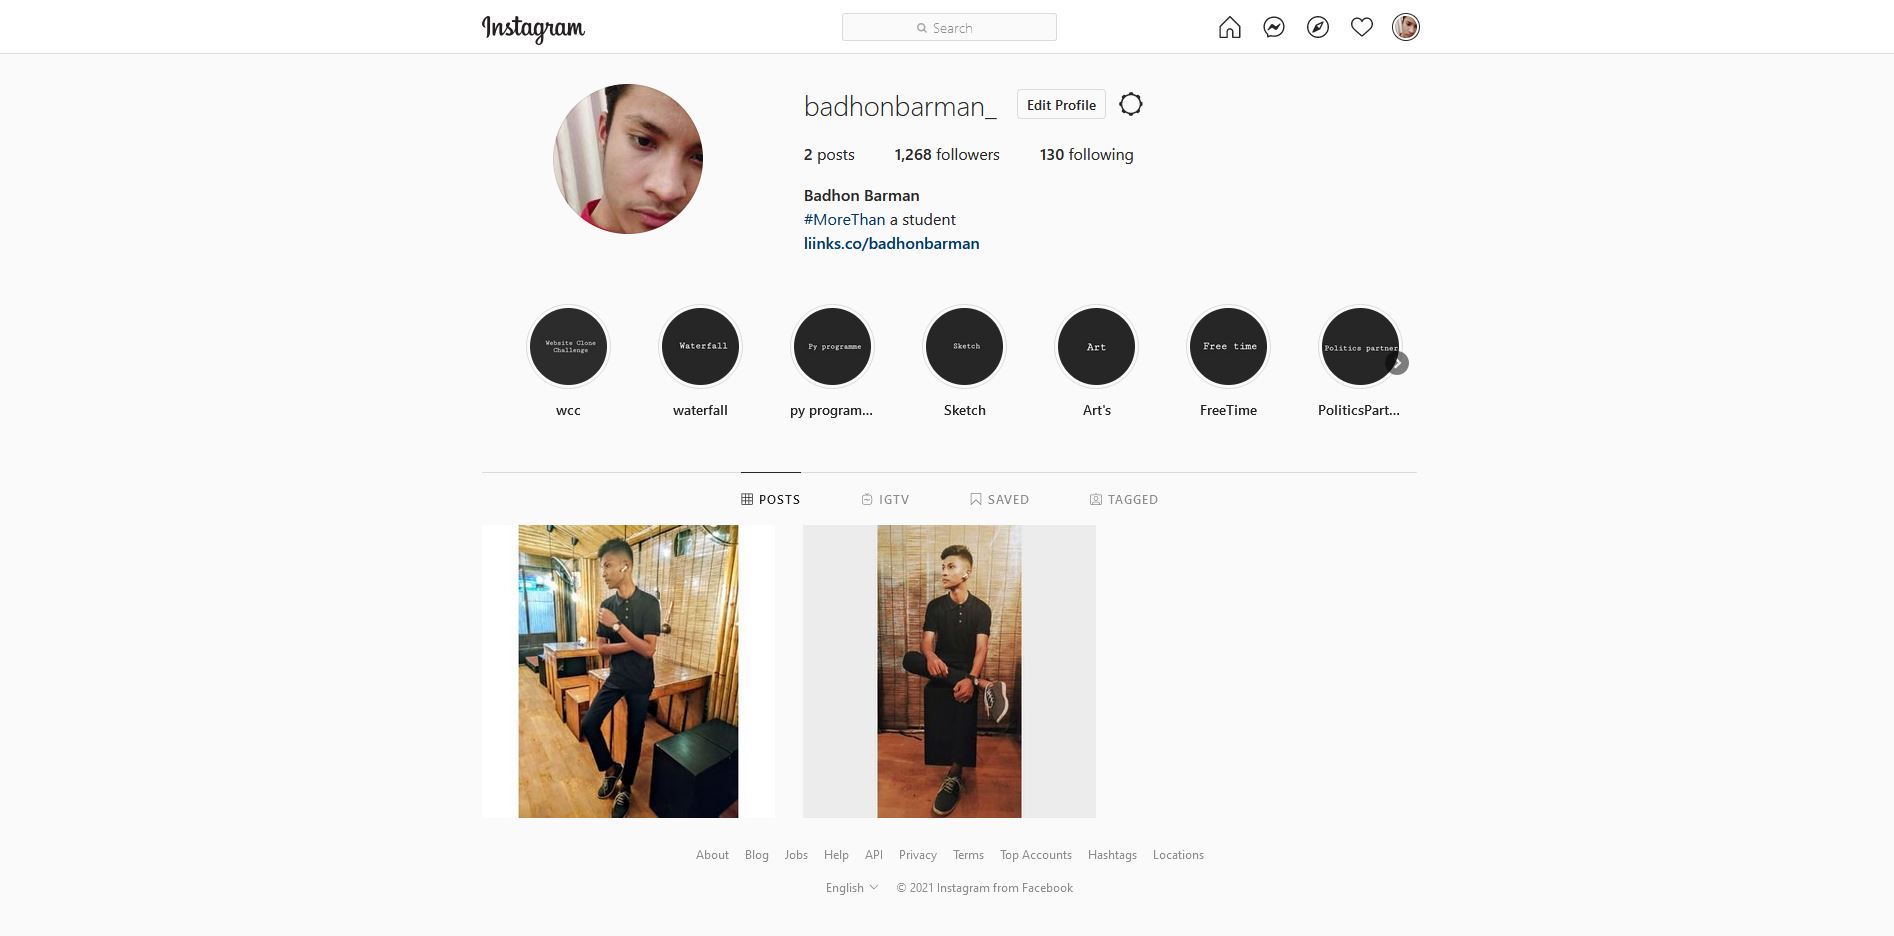 Instagram
Search
badhonbarman_ Edit Profile
2 posts 1,268 followers 130 following
Badhon Barman
#MoreThan a student
liinks.co/badhonbarman
Website Clone
Challenge
Waterfall
Py programme
Sketch
Art
Free time
Politics partner
wcc waterfall py program... Sketch Art's FreeTime PoliticsPart...
POSTS IGTV SAVED TAGGED
About Blog Jobs Help API Privacy Terms Top Accounts Hashtags Locations
English © 2021 Instagram from Facebook